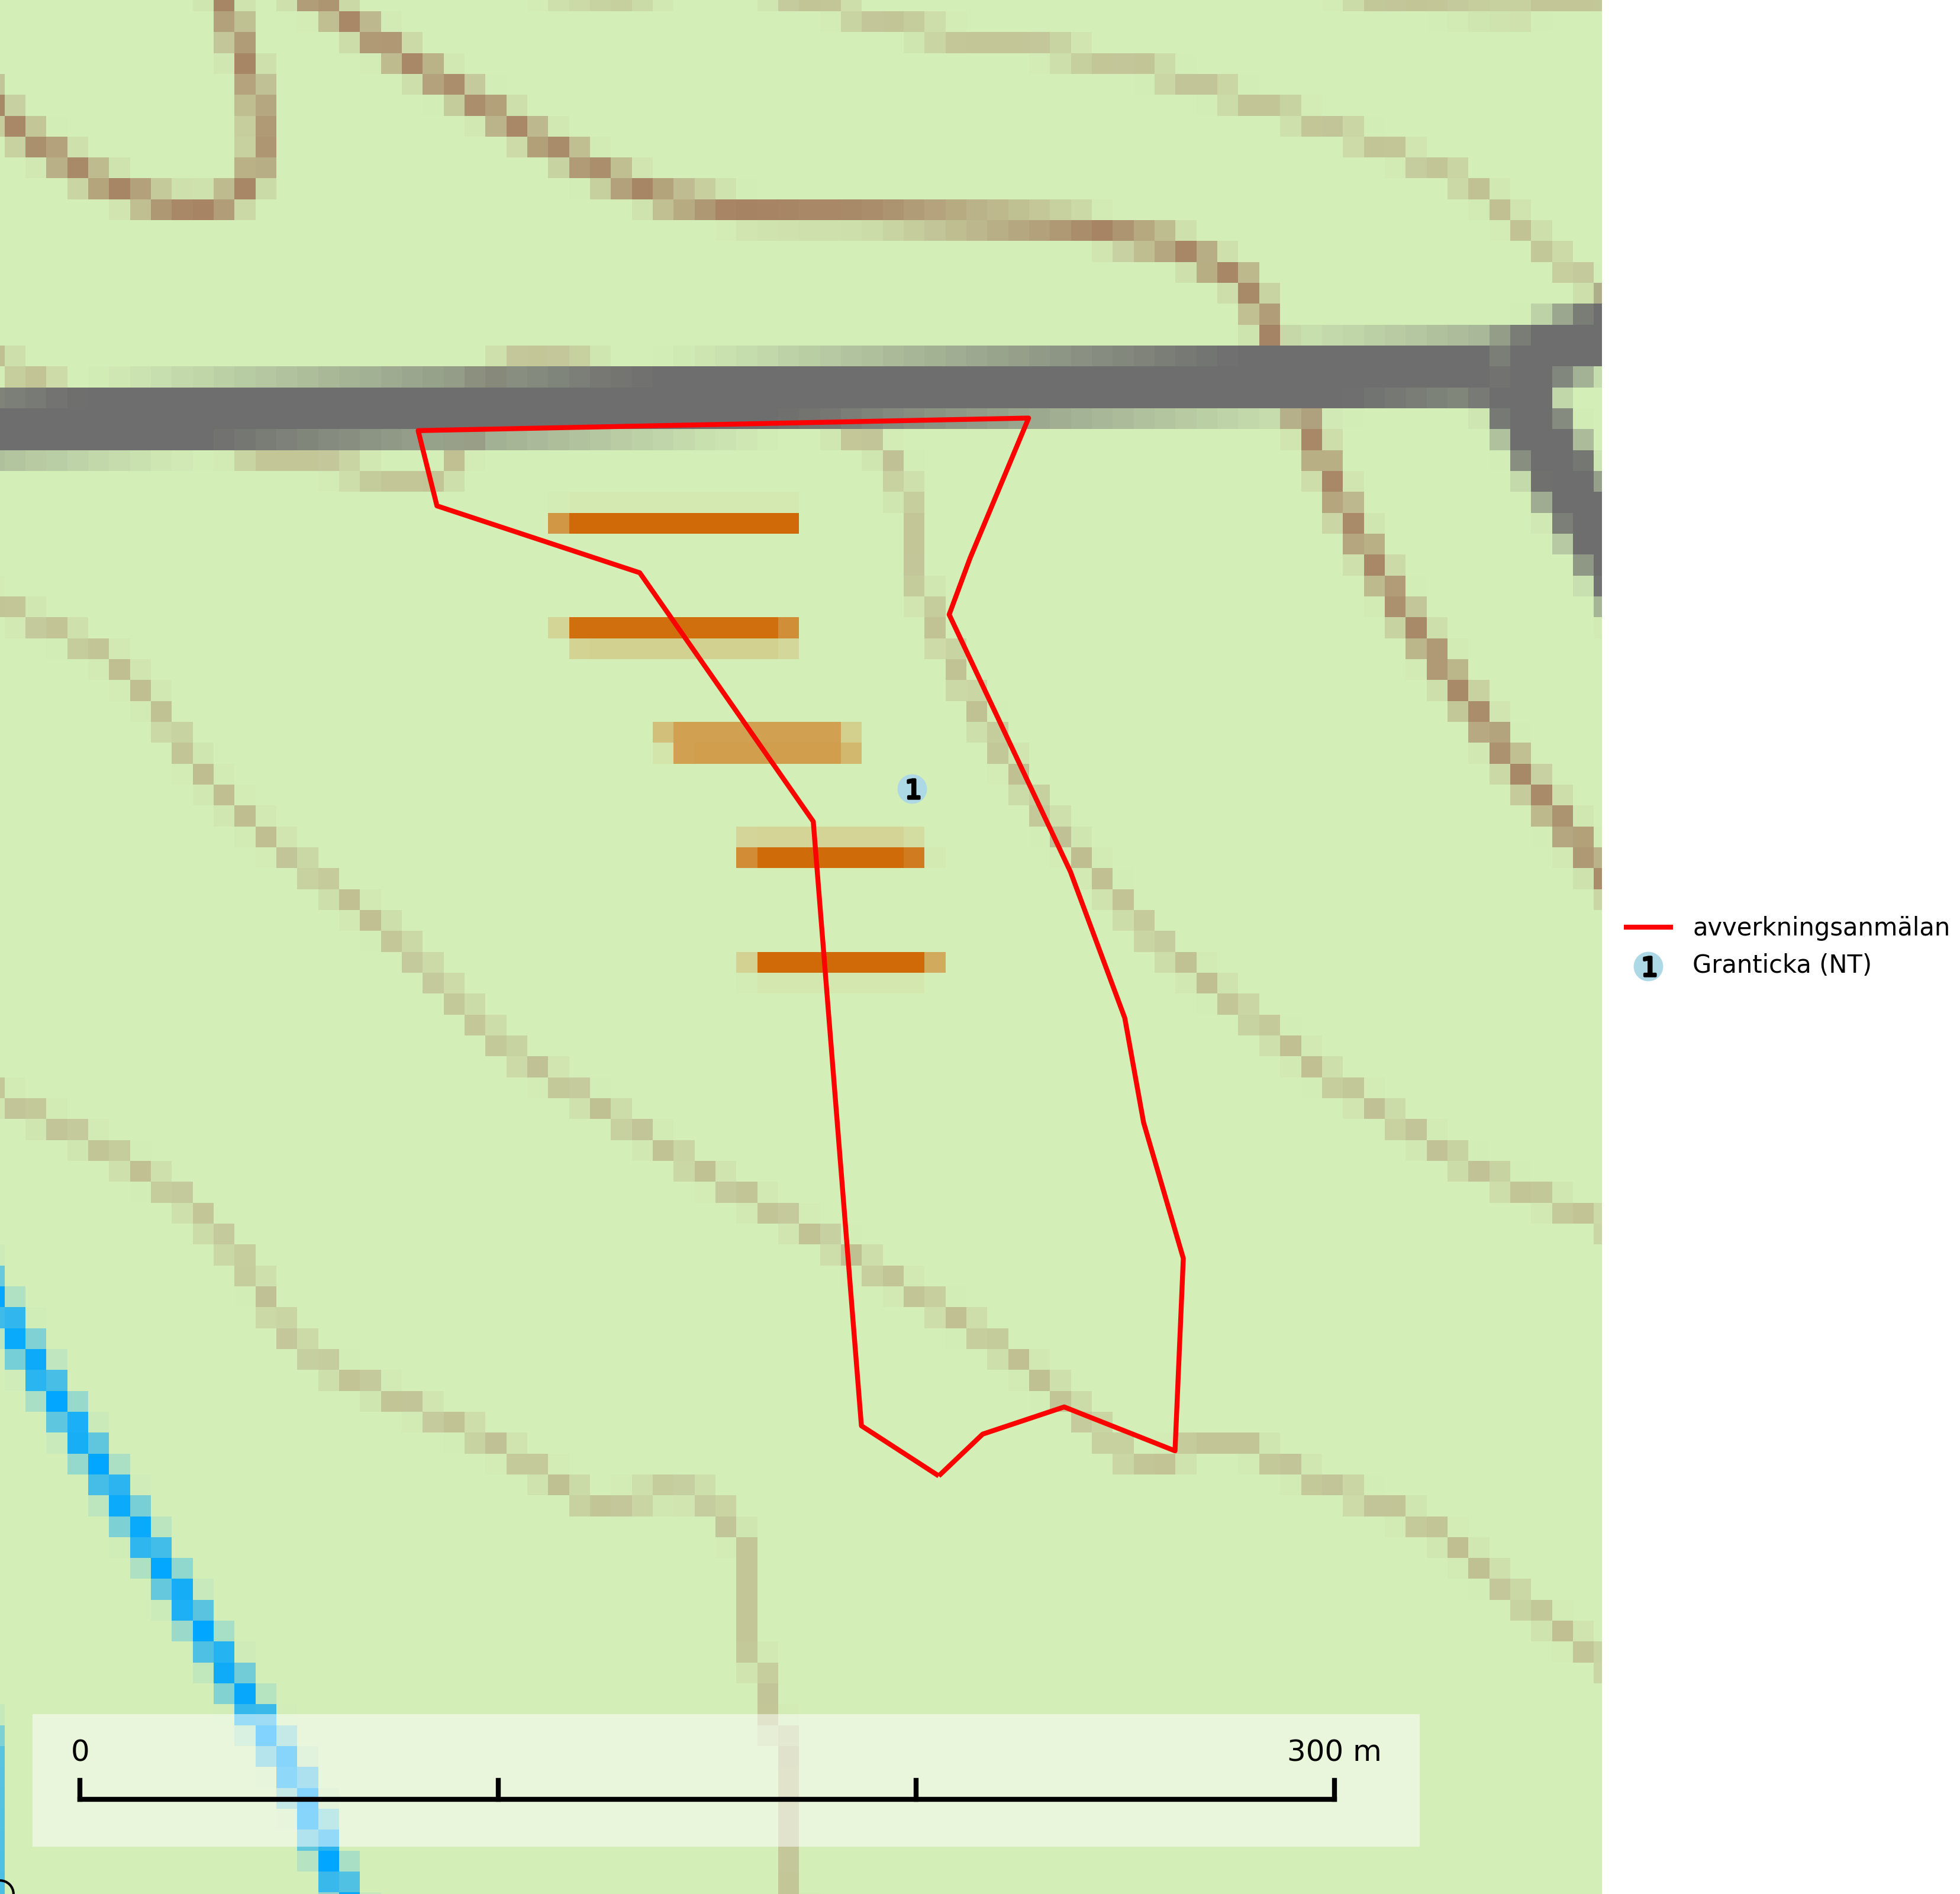 1
avverkningsanmälan
1 Granticka (NT)
0 300 m